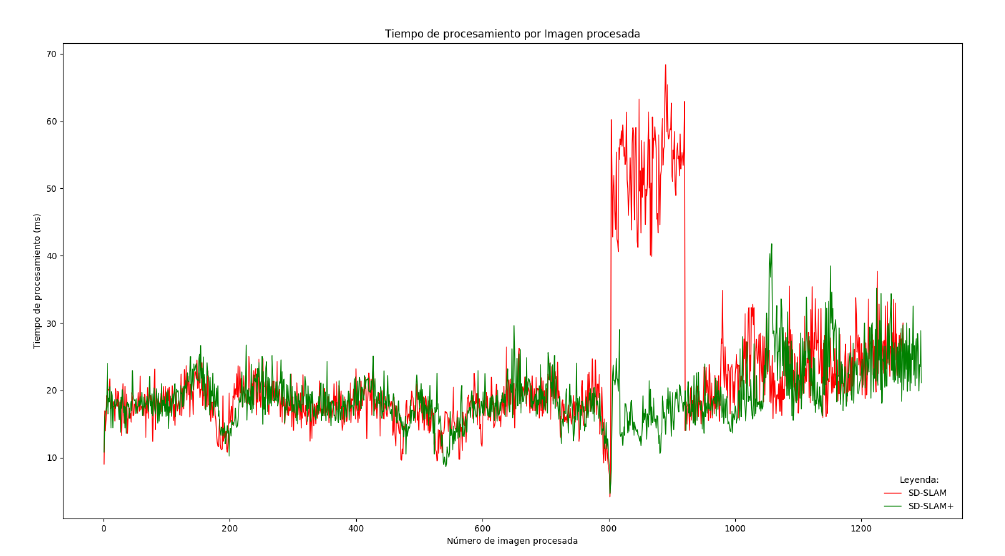 Tiempo de procesamiento por Imagen procesada
Tiempo de procesamiento (ms)
70
60
50
40
30
20
10
0
200
400
600
800
1000
1200
Número de imagen procesada
Leyenda:
SD-SLAM
SD-SLAM+